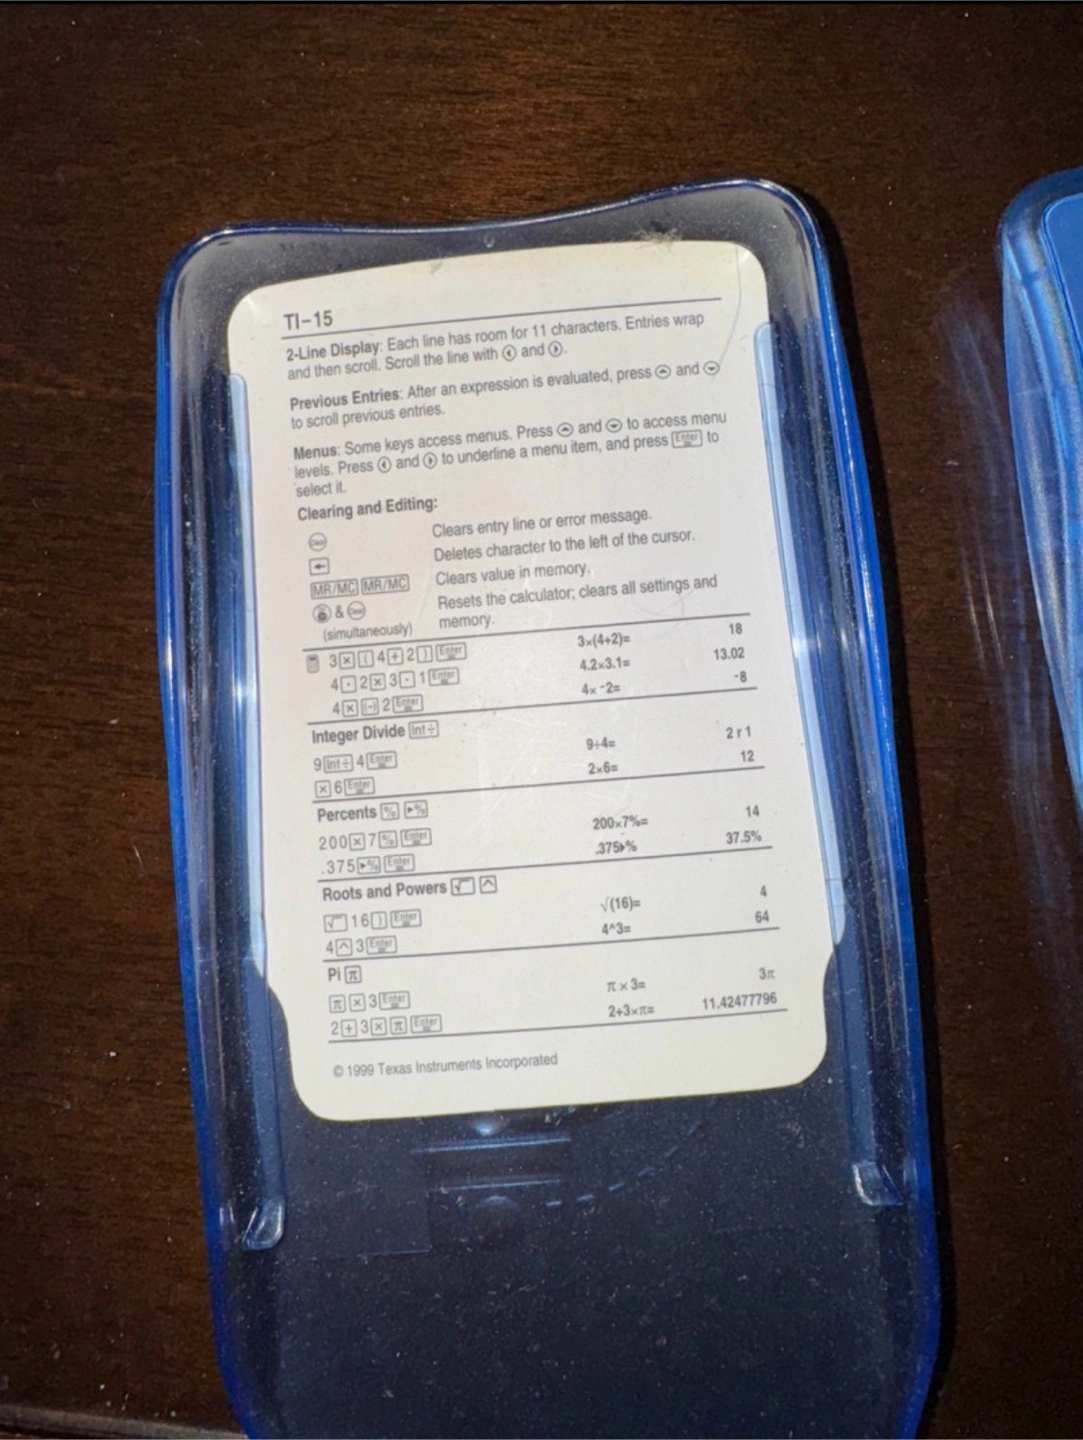 TI-15
2-Line Display: Each line has room for 11 characters. Entries wrap
and then scroll. Scroll the line with and .
Previous Entries: After an expression is evaluated, press and
to scroll previous entries.
Menus: Some keys access menus. Press and to access menu
levels. Press and to underline a menu item, and press Enter to
select it.
Clearing and Editing:
Clear Clears entry line or error message.
← Deletes character to the left of the cursor.
MR/MC MR/MC Clears value in memory.
& Clear Resets the calculator; clears all settings and
(simultaneously) memory.
3 × ( 4 + 2 ) Enter 3×(4+2)= 18
4 . 2 × 3 . 1 Enter 4.2×3.1= 13.02
4 × (-) 2 Enter 4× -2= -8
Integer Divide Int÷
9 Int÷ 4 Enter 9÷4= 2 r 1
× 6 Enter 2×6= 12
Percents % ▸%
200 × 7 % Enter 200×7%= 14
.375 ▸% Enter .375▸% 37.5%
Roots and Powers √ ^
√ 16 ) Enter √(16)= 4
4 ^ 3 Enter 4^3= 64
Pi π
π × 3 Enter π × 3= 3π
2 + 3 × π Enter 2+3×π= 11.42477796
© 1999 Texas Instruments Incorporated